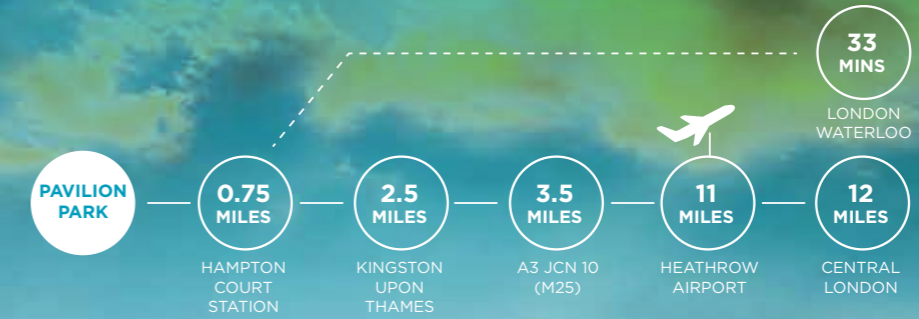 33
MINS
LONDON
WATERLOO
PAVILION
PARK
0.75
MILES
HAMPTON
COURT
STATION
2.5
MILES
KINGSTON
UPON
THAMES
3.5
MILES
A3 JCN 10
(M25)
11
MILES
HEATHROW
AIRPORT
12
MILES
CENTRAL
LONDON